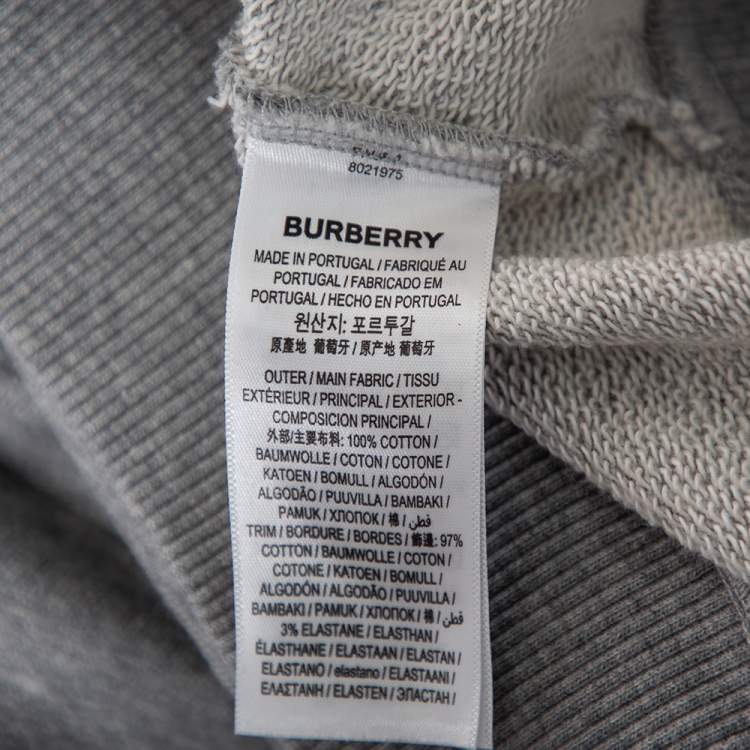 8021975
BURBERRY
MADE IN PORTUGAL / FABRIQUÉ AU
PORTUGAL / FABRICADO EM
PORTUGAL / HECHO EN PORTUGAL
원산지: 포르투갈
原產地 葡萄牙 / 原产地 葡萄牙
OUTER / MAIN FABRIC / TISSU
EXTÉRIEUR / PRINCIPAL / EXTERIOR -
COMPOSICION PRINCIPAL /
外部/主要布料: 100% COTTON /
BAUMWOLLE / COTON / COTONE /
KATOEN / BOMULL / ALGODÓN /
ALGODÃO / PUUVILLA / BAMBAKI /
PAMUK / ХЛОПОК / 棉 / قطن /
TRIM / BORDURE / BORDES / 飾邊: 97%
COTTON / BAUMWOLLE / COTON /
COTONE / KATOEN / BOMULL /
ALGODÓN / ALGODÃO / PUUVILLA /
BAMBAKI / PAMUK / ХЛОПОК / 棉 / قطن /
3% ELASTANE / ELASTHAN /
ÉLASTHANE / ELASTAAN / ELASTAN /
ELASTANO / elastano / ELASTAANI /
ΕΛΑΣΤΑΝΗ / ELASTEN / ЭЛАСТАН /